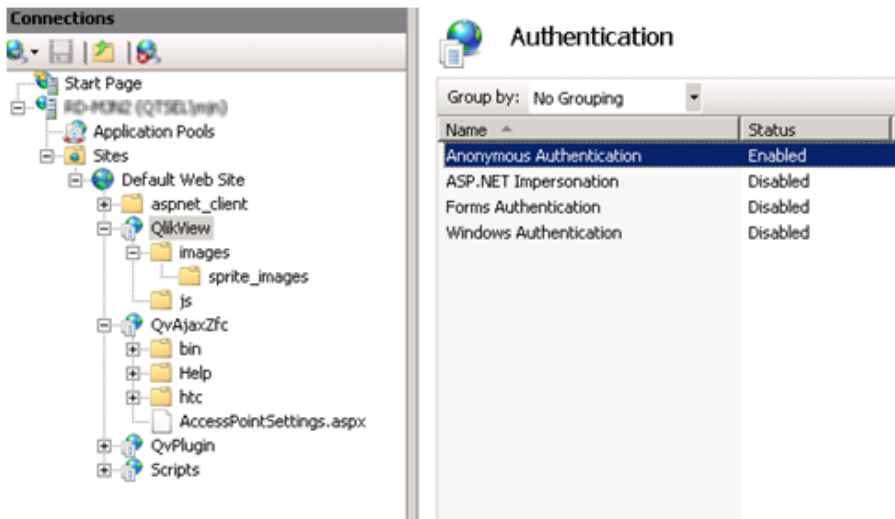 Connections
Start Page
Application Pools
Sites
Default Web Site
aspnet_client
QlikView
images
sprite_images
js
QvAjaxZfc
bin
Help
htc
AccessPointSettings.aspx
QvPlugin
Scripts
Authentication
Group by: No Grouping
Name Status
Anonymous Authentication Enabled
ASP.NET Impersonation Disabled
Forms Authentication Disabled
Windows Authentication Disabled